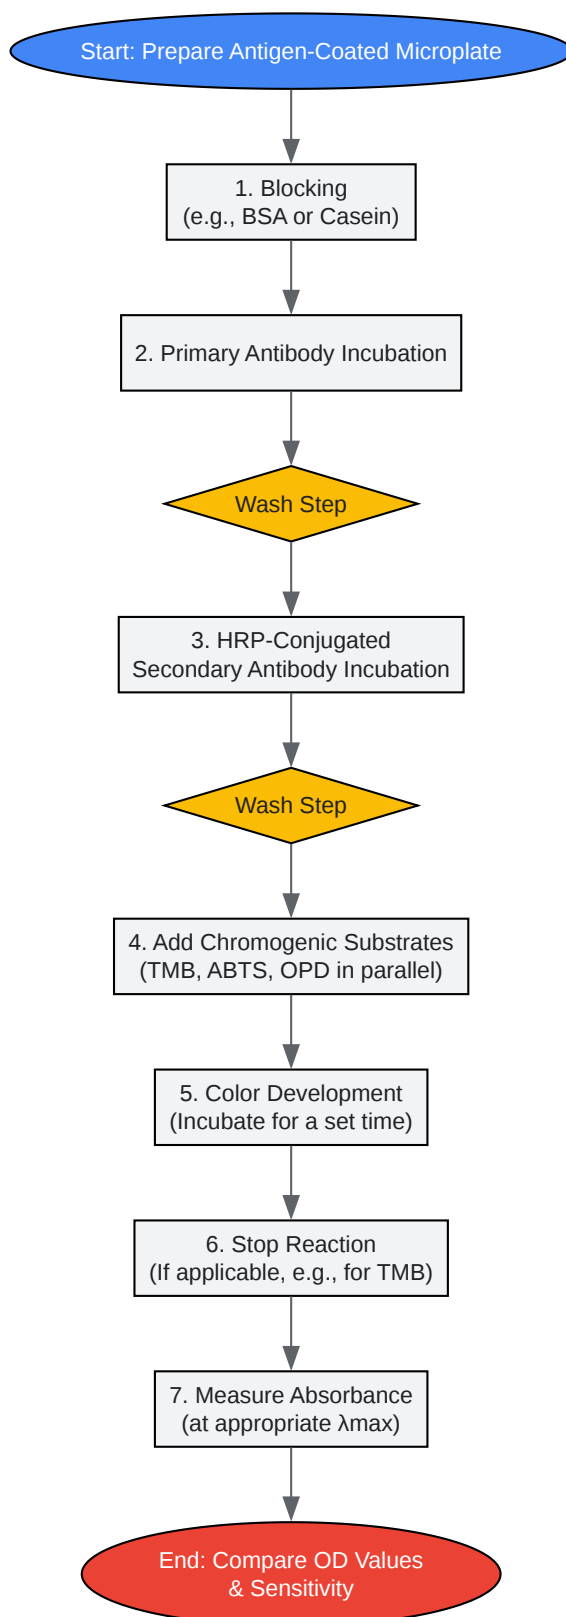 Start: Prepare Antigen-Coated Microplate
1. Blocking
(e.g., BSA or Casein)
2. Primary Antibody Incubation
Wash Step
3. HRP-Conjugated
Secondary Antibody Incubation
Wash Step
4. Add Chromogenic Substrates
(TMB, ABTS, OPD in parallel)
5. Color Development
(Incubate for a set time)
6. Stop Reaction
(If applicable, e.g., for TMB)
7. Measure Absorbance
(at appropriate λmax)
End: Compare OD Values
& Sensitivity